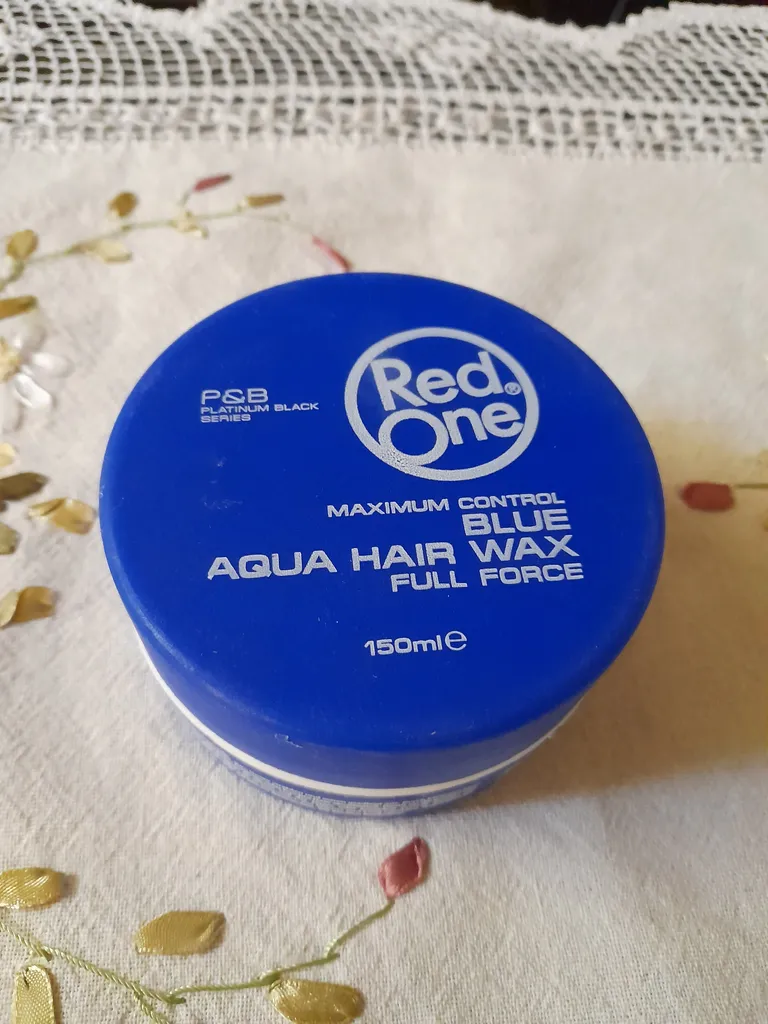 P&B
PLATINUM BLACK
SERIES
Red®
One
MAXIMUM CONTROL
BLUE
AQUA HAIR WAX
FULL FORCE
150ml℮